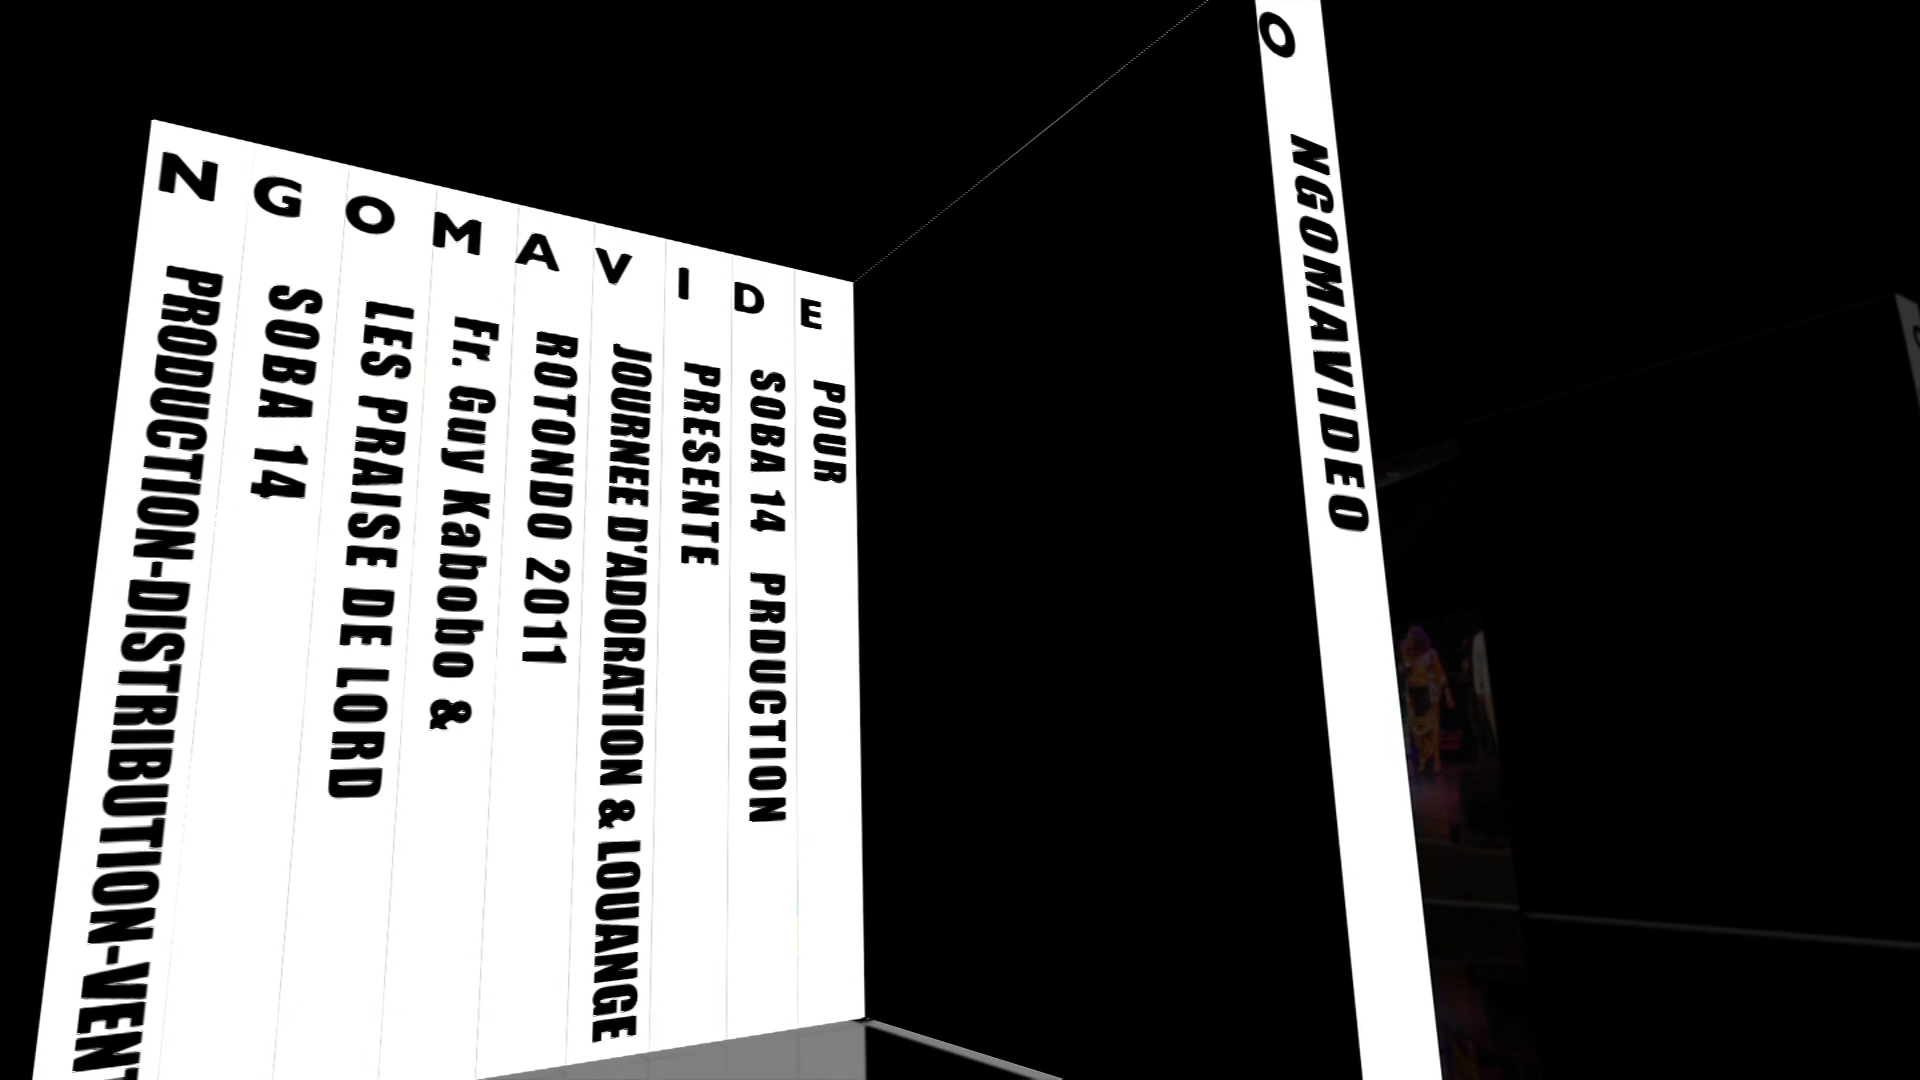 N G O M A V I D E O
PRODUCTION-DISTRIBUTION-VENT
SOBA 14
LES PRAISE DE LORD
Fr. Guy Kabobo &
ROTONDO 2011
JOURNEE D'ADORATION & LOUANGE
PRESENTE
SOBA 14 PRDUCTION
POUR
NGOMAVIDEO